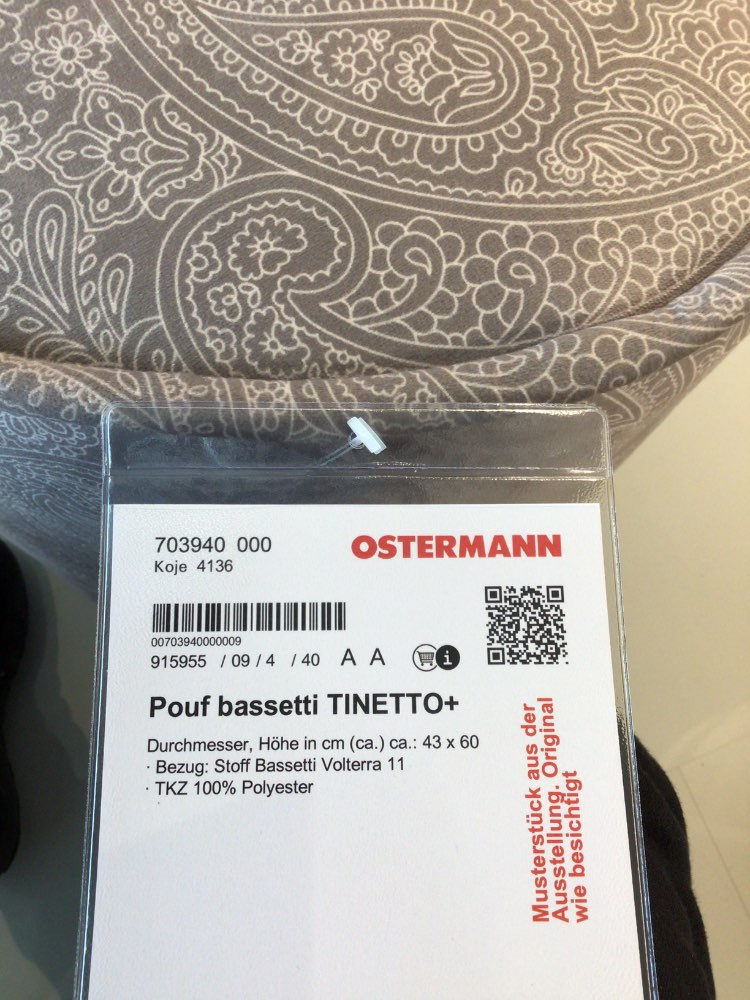 703940 000
Koje 4136
OSTERMANN
00703940000009
915955 / 09 / 4 / 40 A A
i
Pouf bassetti TINETTO+
Durchmesser, Höhe in cm (ca.) ca.: 43 x 60
· Bezug: Stoff Bassetti Volterra 11
· TKZ 100% Polyester
Musterstück aus der
Ausstellung. Original
wie besichtigt